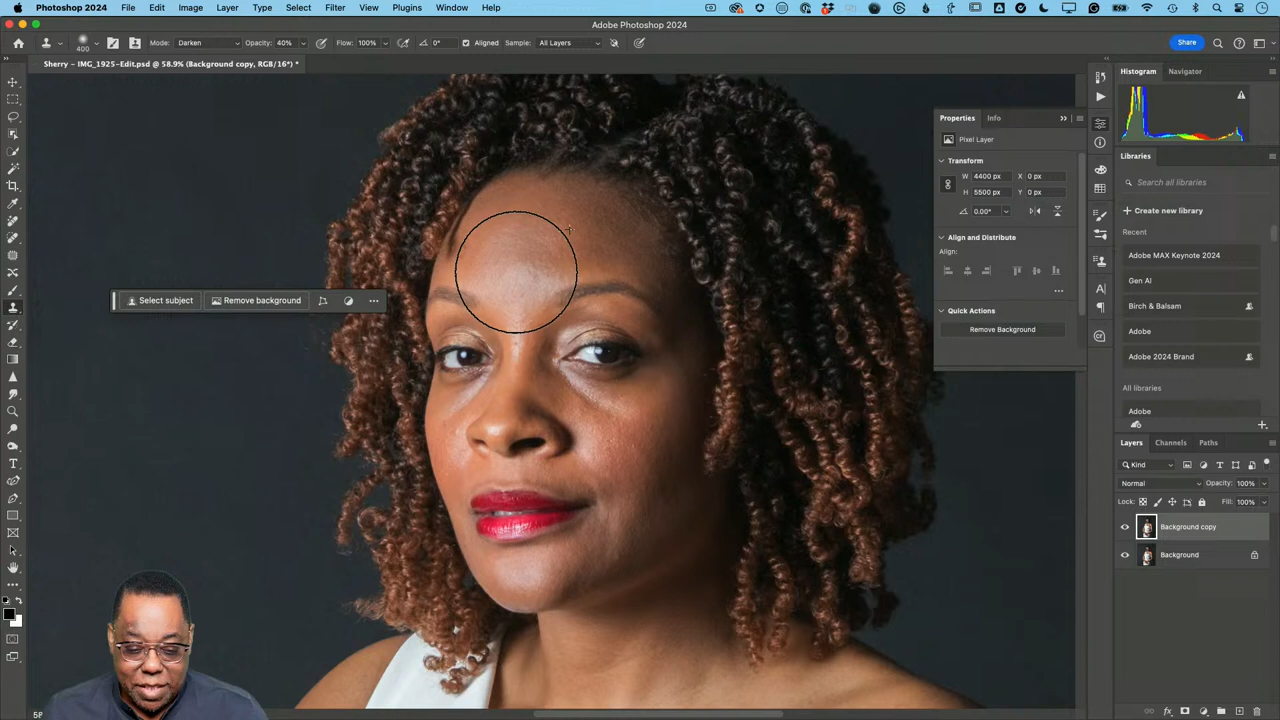 Photoshop 2024 File Edit Image Layer Type Select Filter View Plugins Window Help
Adobe Photoshop 2024
400 Mode: Darken Opacity: 40% Flow: 100% 0° Aligned Sample: All Layers Share
Sherry - IMG_1925-Edit.psd @ 58.9% (Background copy, RGB/16*) *
Histogram Navigator
Properties Info
Pixel Layer
Transform
W 4400 px X 0 px
H 5500 px Y 0 px
0.00°
Align and Distribute
Align:
Quick Actions
Remove Background
Select subject Remove background
Libraries
Search all libraries
Create new library
Recent
Adobe MAX Keynote 2024
Gen AI
Birch & Balsam
Adobe
Adobe 2024 Brand
All libraries
Adobe
Layers Channels Paths
Kind
Normal Opacity: 100%
Lock: Fill: 100%
Background copy
Background
58